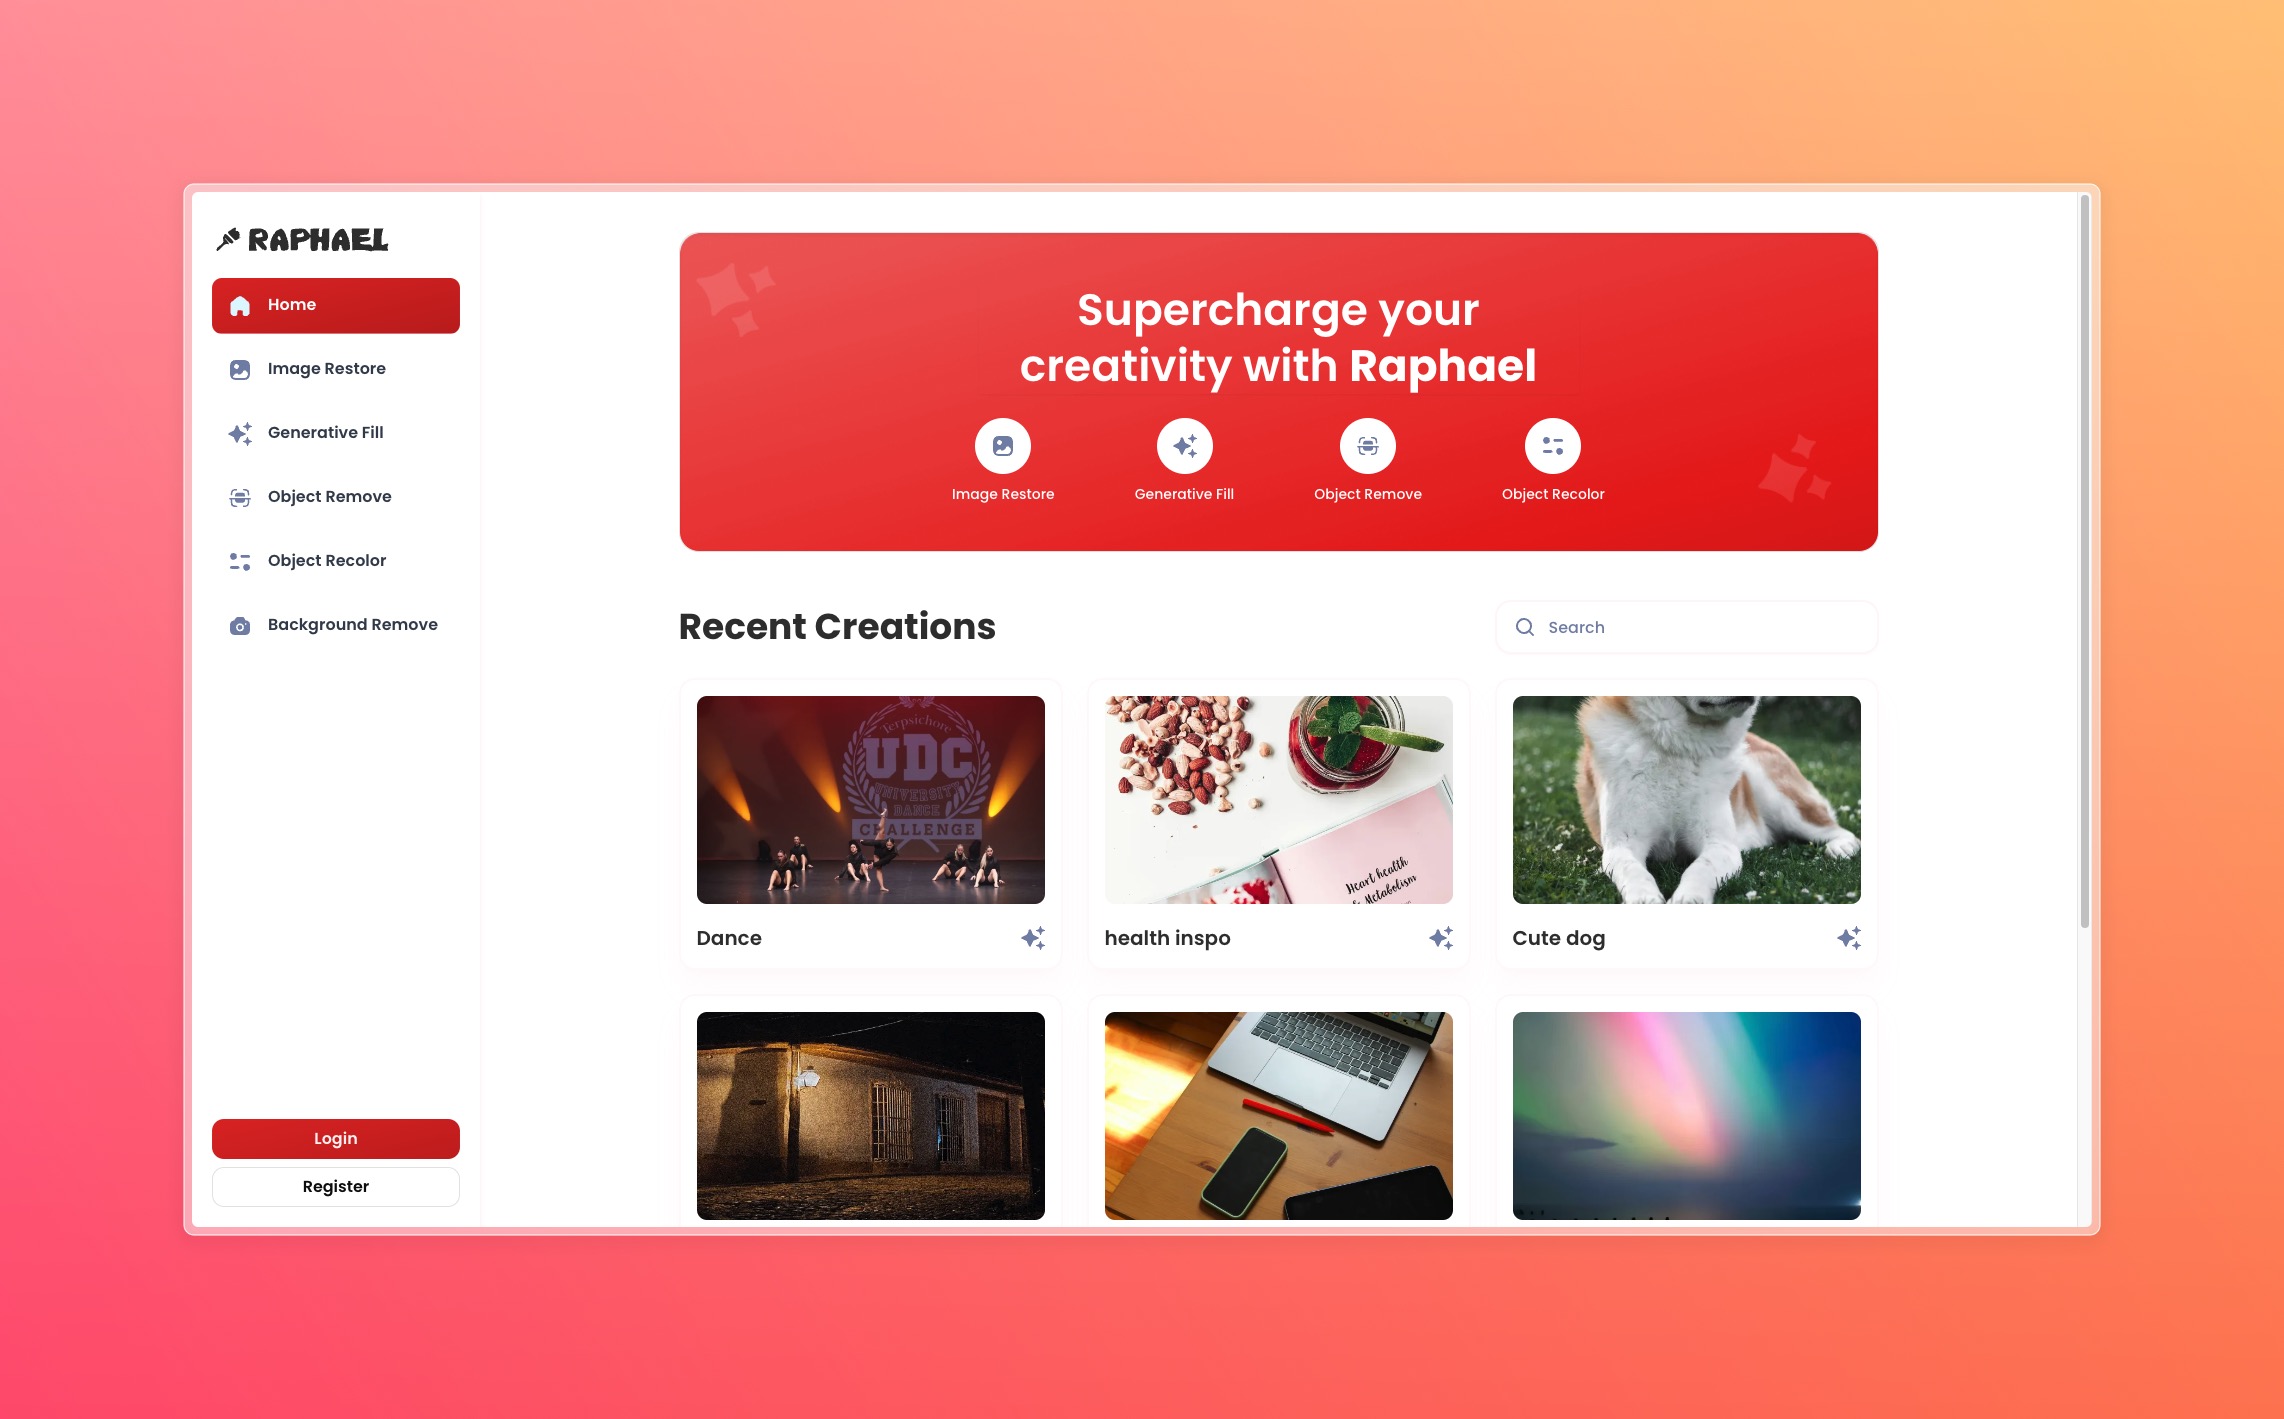 RAPHAEL
Home
Image Restore
Generative Fill
Object Remove
Object Recolor
Background Remove
Login
Register
Supercharge your
creativity with Raphael
Image Restore
Generative Fill
Object Remove
Object Recolor
Recent Creations
Search
Terpsichore
UDC
UNIVERSITY
DANCE
CHALLENGE
Dance
Heart health
& Metabolism
health inspo
Cute dog